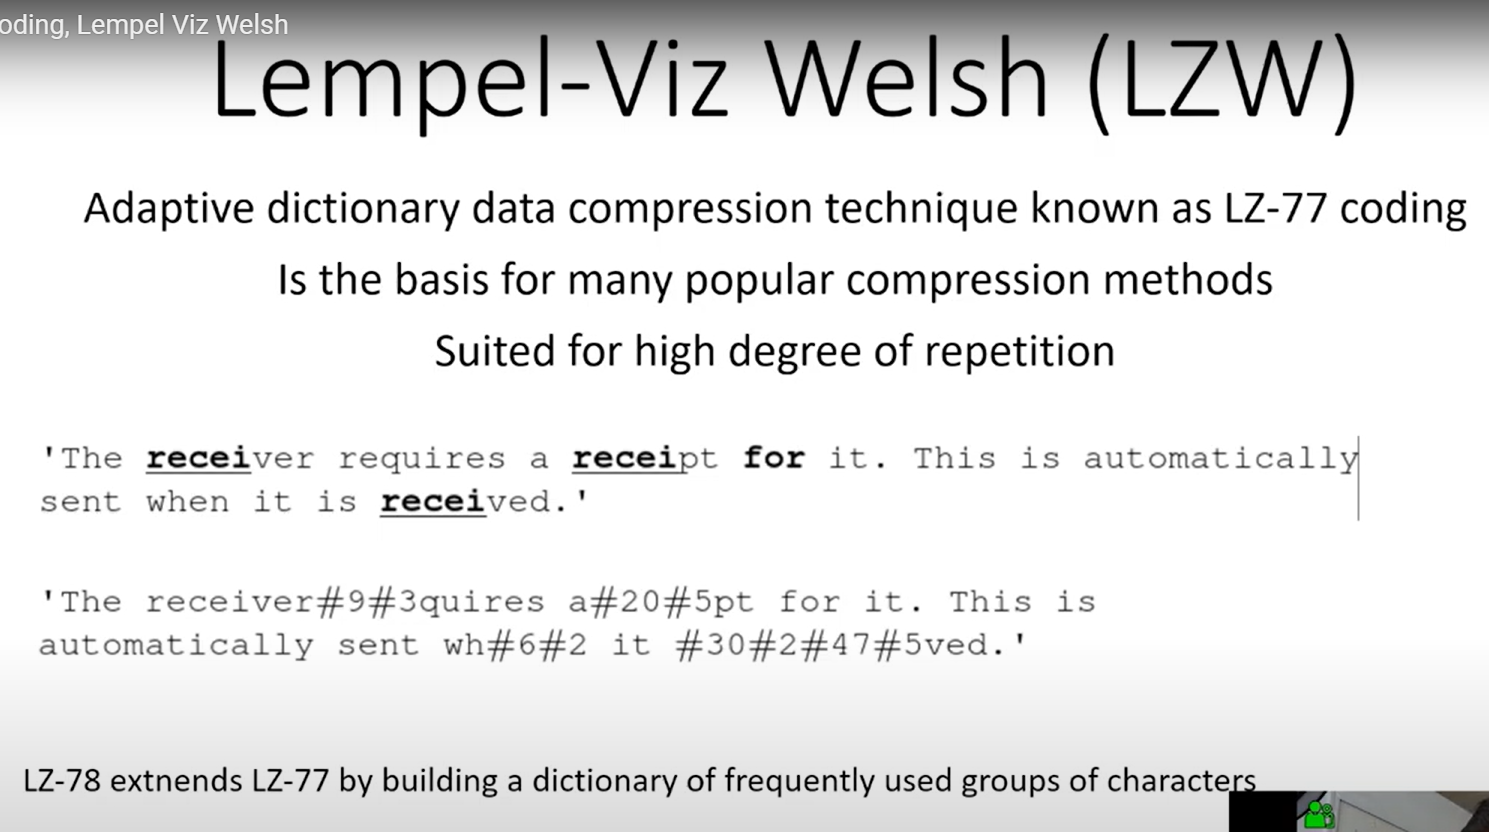 oding, Lempel Viz Welsh
Lempel-Viz Welsh (LZW)
Adaptive dictionary data compression technique known as LZ-77 coding
Is the basis for many popular compression methods
Suited for high degree of repetition
'The receiver requires a receipt for it. This is automatically
sent when it is received.'
'The receiver#9#3quires a#20#5pt for it. This is
automatically sent wh#6#2 it #30#2#47#5ved.'
LZ-78 extnends LZ-77 by building a dictionary of frequently used groups of characters